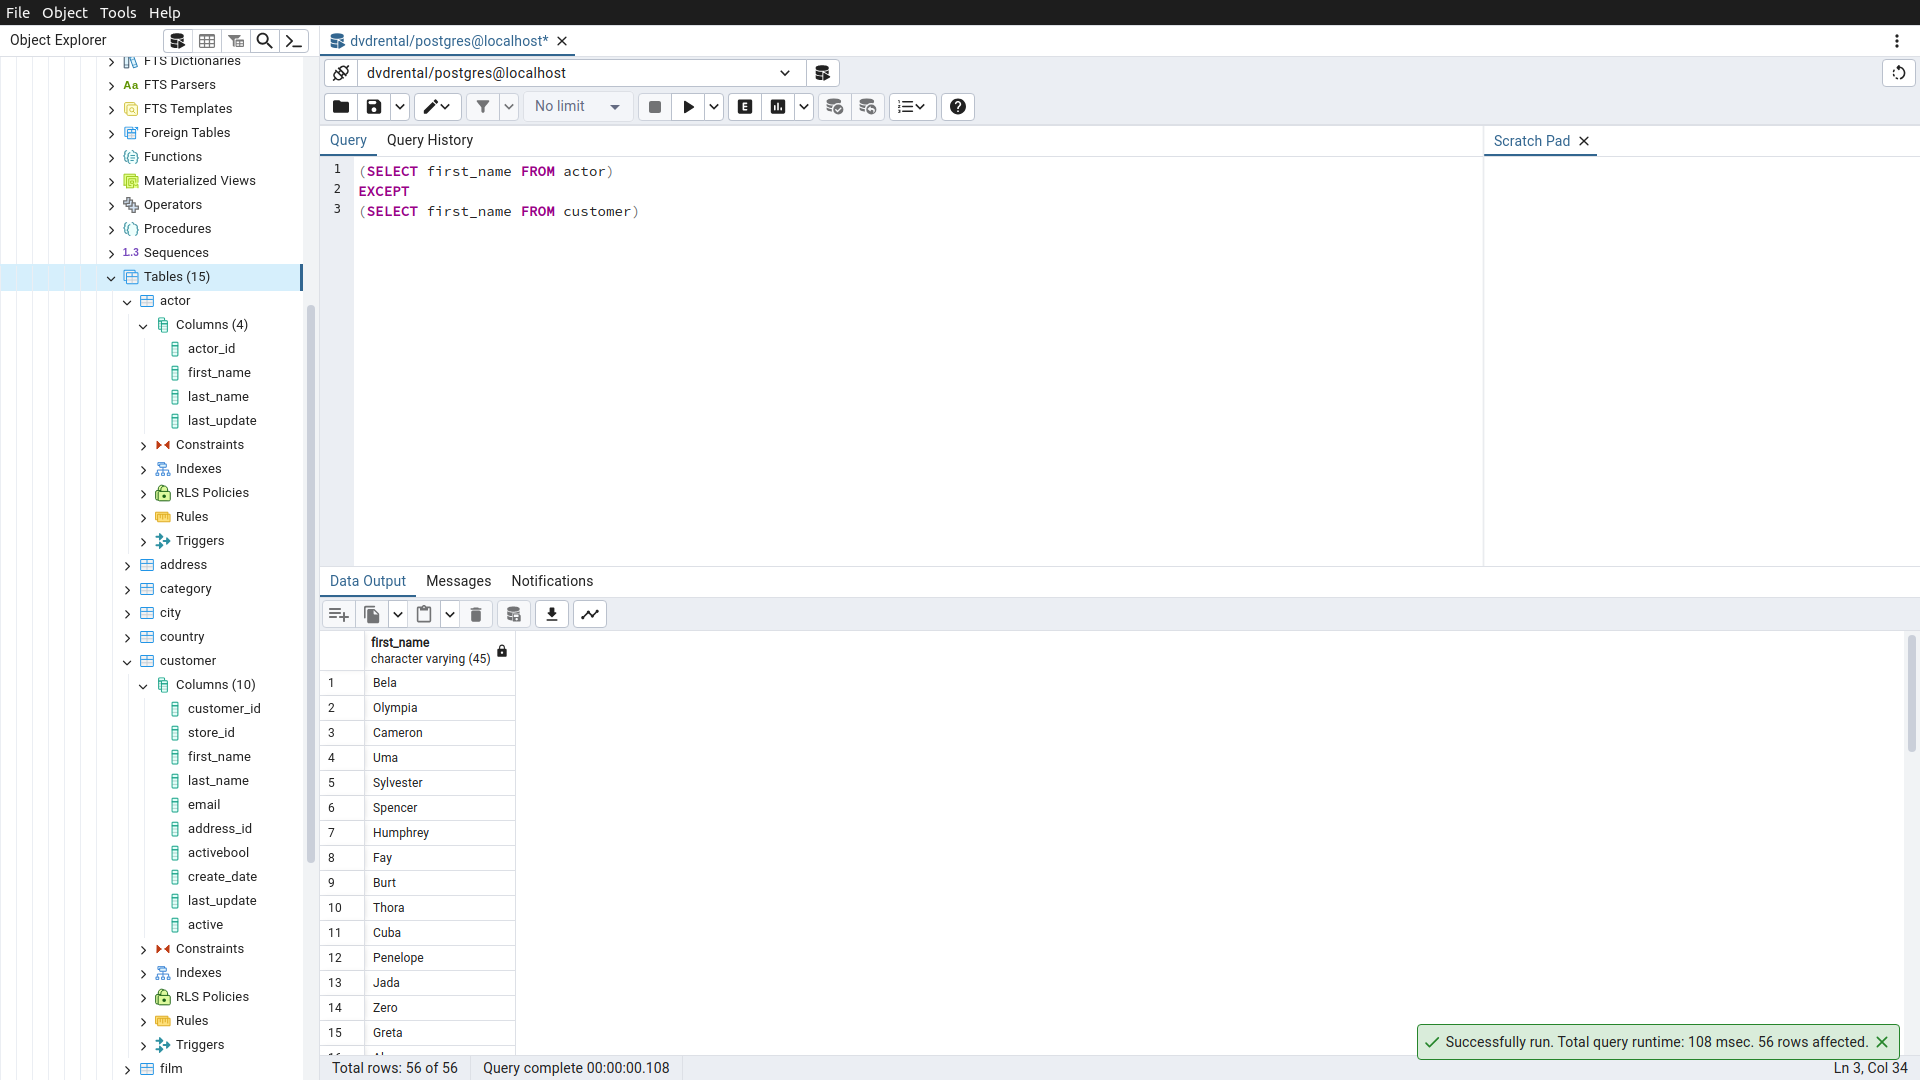 File Object Tools Help
Object Explorer
FTS Dictionaries
FTS Parsers
FTS Templates
Foreign Tables
Functions
Materialized Views
Operators
Procedures
1..3 Sequences
Tables (15)
actor
Columns (4)
actor_id
first_name
last_name
last_update
Constraints
Indexes
RLS Policies
Rules
Triggers
address
category
city
country
customer
Columns (10)
customer_id
store_id
first_name
last_name
email
address_id
activebool
create_date
last_update
active
Constraints
Indexes
RLS Policies
Rules
Triggers
film
dvdrental/postgres@localhost*
dvdrental/postgres@localhost
No limit
E
Query Query History
Scratch Pad
1 (SELECT first_name FROM actor)
2 EXCEPT
3 (SELECT first_name FROM customer)
Data Output Messages Notifications
first_name
character varying (45)
1 Bela
2 Olympia
3 Cameron
4 Uma
5 Sylvester
6 Spencer
7 Humphrey
8 Fay
9 Burt
10 Thora
11 Cuba
12 Penelope
13 Jada
14 Zero
15 Greta
Successfully run. Total query runtime: 108 msec. 56 rows affected.
Total rows: 56 of 56 Query complete 00:00:00.108 Ln 3, Col 34